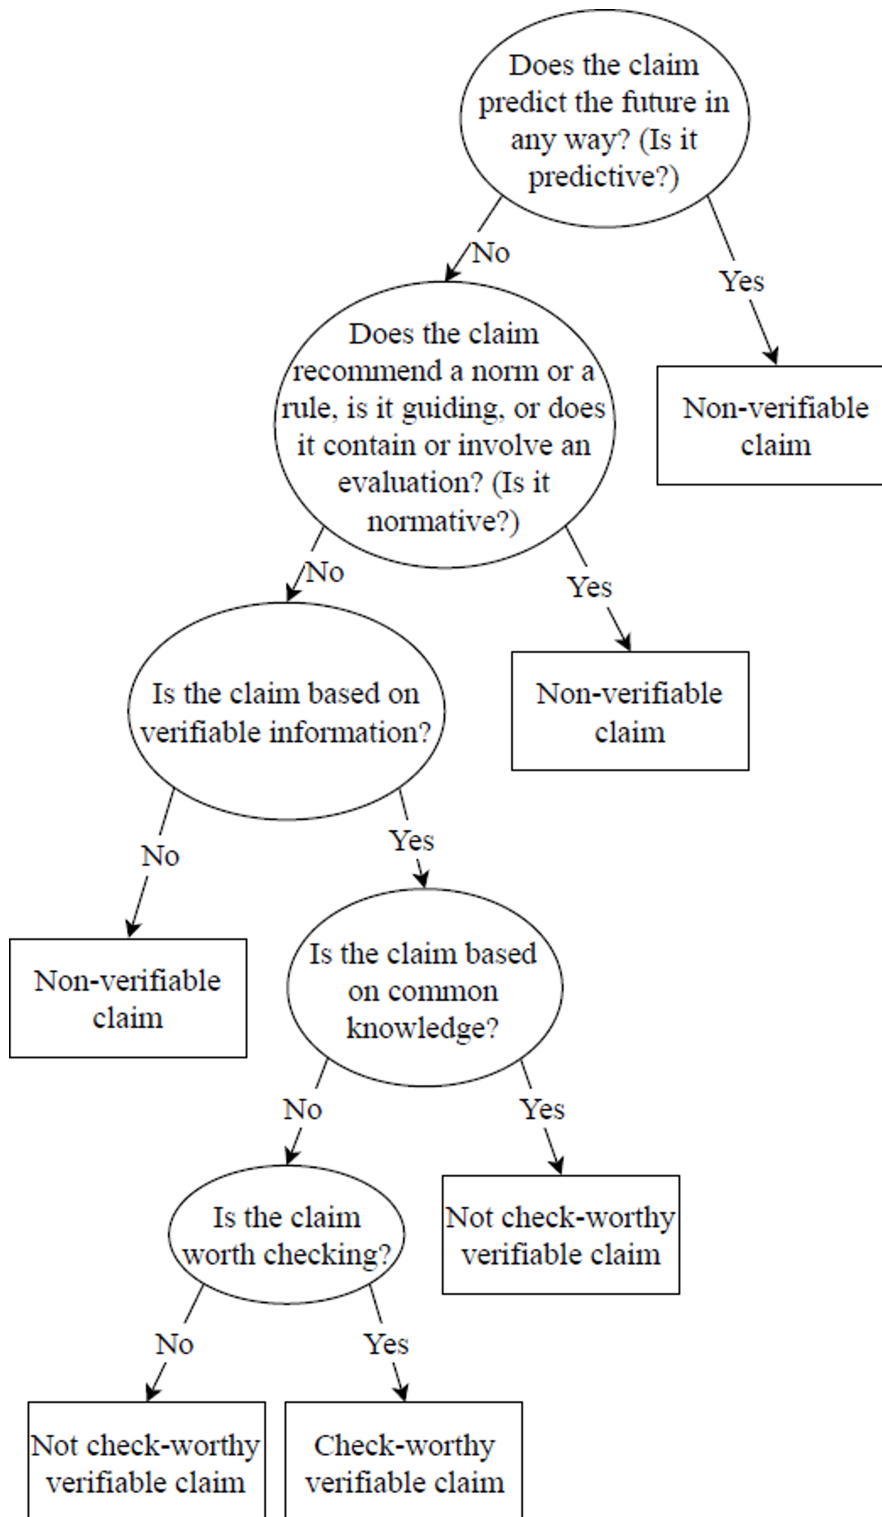 Does the claim
predict the future in
any way? (Is it
predictive?)
No
Yes
Does the claim
recommend a norm or a
rule, is it guiding, or does
it contain or involve an
evaluation? (Is it
normative?)
Non-verifiable
claim
No
Yes
Is the claim based on
verifiable information?
Non-verifiable
claim
No
Yes
Non-verifiable
claim
Is the claim based
on common
knowledge?
No
Yes
Is the claim
worth checking?
Not check-worthy
verifiable claim
No
Yes
Not check-worthy
verifiable claim
Check-worthy
verifiable claim